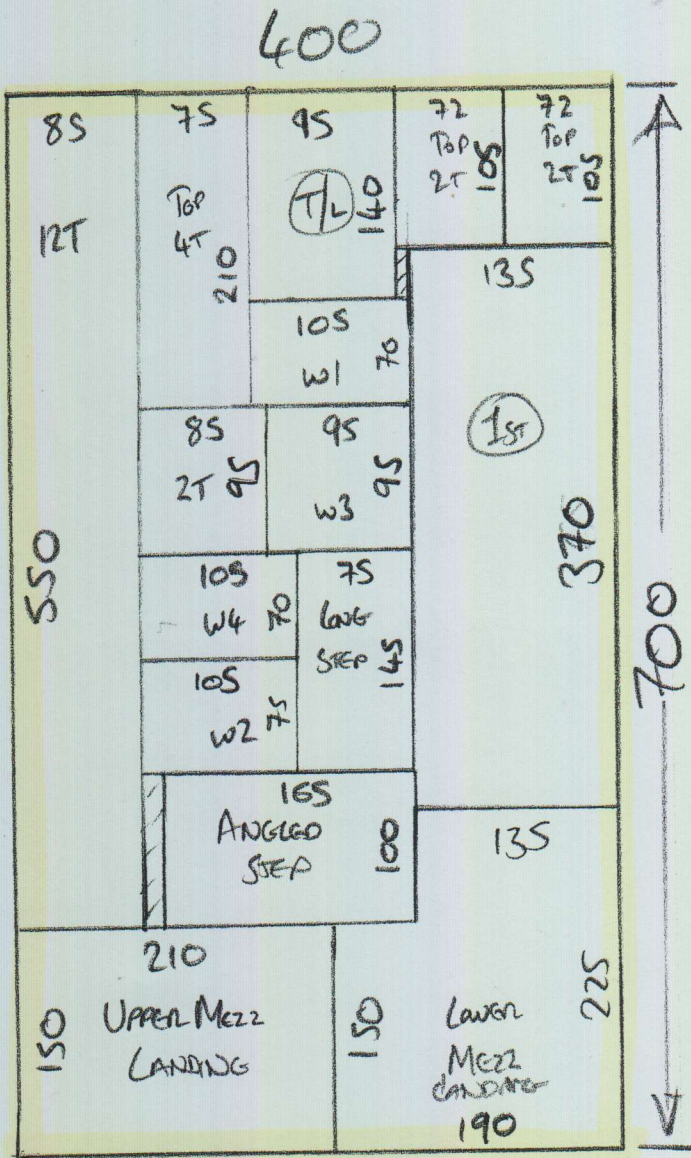 400
85
12T
550
75
TOP
4T
210
95
T/L
140
72
TOP
2T
105
72
TOP
2T
105
105
W1
70
135
1ST
370
700
85
2T
95
95
W3
95
105
W4
70
75
LONG
STEP
145
105
W2
75
165
ANGLED
STEP
100
135
225
210
150
UPPER MEZZ
LANDING
150
LOWER
MEZZ
LANDING
190